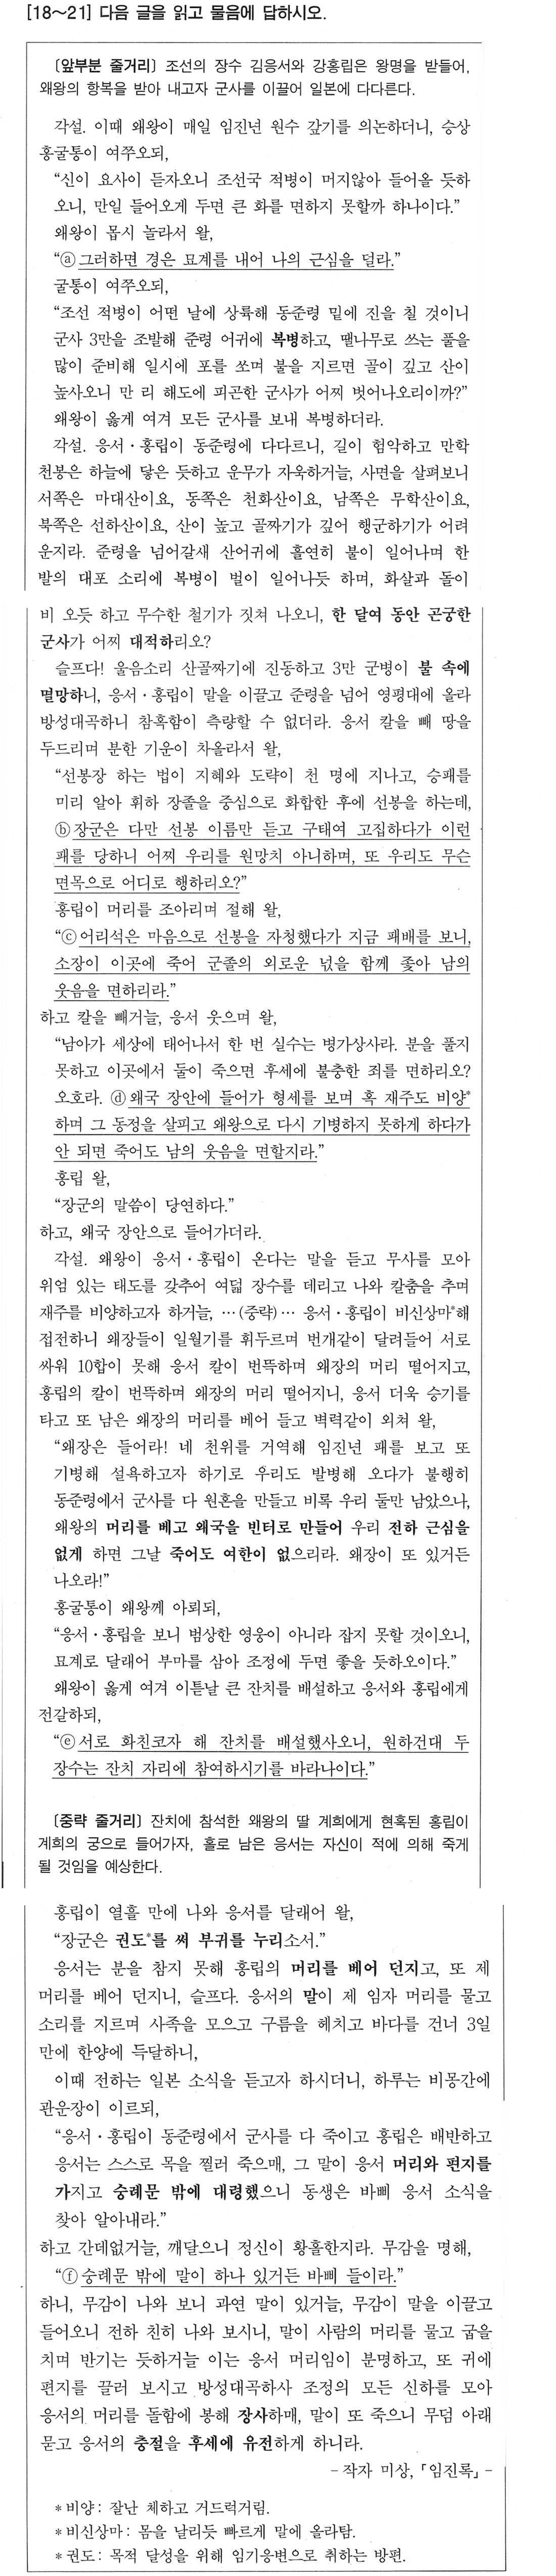 [18~21] 다음 글을 읽고 물음에 답하시오.
[앞부분 줄거리] 조선의 장수 김응서와 강홍립은 왕명을 받들어,
왜왕의 항복을 받아 내고자 군사를 이끌어 일본에 다다른다.
각설. 이때 왜왕이 매일 임진년 원수 갚기를 의논하더니, 승상
홍굴통이 여쭈오되,
“신이 요사이 듣자오니 조선국 적병이 머지않아 들어올 듯하
오니, 만일 들어오게 두면 큰 화를 면하지 못할까 하나이다.”
왜왕이 몹시 놀라서 왈,
“ⓐ그러하면 경은 묘계를 내어 나의 근심을 덜라.”
굴통이 여쭈오되,
“조선 적병이 어떤 날에 상륙해 동준령 밑에 진을 칠 것이니
군사 3만을 조발해 준령 어귀에 복병하고, 땔나무로 쓰는 풀을
많이 준비해 일시에 포를 쏘며 불을 지르면 골이 깊고 산이
높사오니 만 리 해도에 피곤한 군사가 어찌 벗어나오리이까?”
왜왕이 옳게 여겨 모든 군사를 보내 복병하더라.
각설. 응서·홍립이 동준령에 다다르니, 길이 험악하고 만학
천봉은 하늘에 닿은 듯하고 운무가 자욱하거늘, 사면을 살펴보니
서쪽은 마대산이요, 동쪽은 천화산이요, 남쪽은 무학산이요,
북쪽은 선하산이요, 산이 높고 골짜기가 깊어 행군하기가 어려
운지라. 준령을 넘어갈새 산어귀에 홀연히 불이 일어나며 한
발의 대포 소리에 복병이 벌이 일어나듯 하며, 화살과 돌이
비 오듯 하고 무수한 철기가 짓쳐 나오니, 한 달여 동안 곤궁한
군사가 어찌 대적하리오?
슬프다! 울음소리 산골짜기에 진동하고 3만 군병이 불 속에
멸망하니, 응서·홍립이 말을 이끌고 준령을 넘어 영평대에 올라
방성대곡하니 참혹함이 측량할 수 없더라. 응서 칼을 빼 땅을
두드리며 분한 기운이 차올라서 왈,
“선봉장 하는 법이 지혜와 도략이 천 명에 지나고, 승패를
미리 알아 휘하 장졸을 중심으로 화합한 후에 선봉을 하는데,
ⓑ장군은 다만 선봉 이름만 듣고 구태여 고집하다가 이런
패를 당하니 어찌 우리를 원망치 아니하며, 또 우리도 무슨
면목으로 어디로 행하리오?”
홍립이 머리를 조아리며 절해 왈,
“ⓒ어리석은 마음으로 선봉을 자청했다가 지금 패배를 보니,
소장이 이곳에 죽어 군졸의 외로운 넋을 함께 좇아 남의
웃음을 면하리라.”
하고 칼을 빼거늘, 응서 웃으며 왈,
“남아가 세상에 태어나서 한 번 실수는 병가상사라. 분을 풀지
못하고 이곳에서 둘이 죽으면 후세에 불충한 죄를 면하리오?
오호라. ⓓ왜국 장안에 들어가 형세를 보며 혹 재주도 비양*
하며 그 동정을 살피고 왜왕으로 다시 기병하지 못하게 하다가
안 되면 죽어도 남의 웃음을 면할지라.”
홍립 왈,
“장군의 말씀이 당연하다.”
하고, 왜국 장안으로 들어가더라.
각설. 왜왕이 응서·홍립이 온다는 말을 듣고 무사를 모아
위엄 있는 태도를 갖추어 여덟 장수를 데리고 나와 칼춤을 추며
재주를 비양하고자 하거늘, …(중략)… 응서·홍립이 비신상마*해
접전하니 왜장들이 일월기를 휘두르며 번개같이 달려들어 서로
싸워 10합이 못해 응서 칼이 번뜩하며 왜장의 머리 떨어지고,
홍립의 칼이 번뜩하며 왜장의 머리 떨어지니, 응서 더욱 승기를
타고 또 남은 왜장의 머리를 베어 들고 벽력같이 외쳐 왈,
“왜장은 들어라! 네 천위를 거역해 임진년 패를 보고 또
기병해 설욕하고자 하기로 우리도 발병해 오다가 불행히
동준령에서 군사를 다 원혼을 만들고 비록 우리 둘만 남았으나,
왜왕의 머리를 베고 왜국을 빈터로 만들어 우리 전하 근심을
없게 하면 그날 죽어도 여한이 없으리라. 왜장이 또 있거든
나오라!”
홍굴통이 왜왕께 아뢰되,
“응서·홍립을 보니 범상한 영웅이 아니라 잡지 못할 것이오니,
묘계로 달래어 부마를 삼아 조정에 두면 좋을 듯하오이다.”
왜왕이 옳게 여겨 이튿날 큰 잔치를 배설하고 응서와 홍립에게
전갈하되,
“ⓔ서로 화친코자 해 잔치를 배설했사오니, 원하건대 두
장수는 잔치 자리에 참여하시기를 바라나이다.”
[중략 줄거리] 잔치에 참석한 왜왕의 딸 계희에게 현혹된 홍립이
계희의 궁으로 들어가자, 홀로 남은 응서는 자신이 적에 의해 죽게
될 것임을 예상한다.
홍립이 열흘 만에 나와 응서를 달래어 왈,
“장군은 권도*를 써 부귀를 누리소서.”
응서는 분을 참지 못해 홍립의 머리를 베어 던지고, 또 제
머리를 베어 던지니, 슬프다. 응서의 말이 제 임자 머리를 물고
소리를 지르며 사족을 모으고 구름을 헤치고 바다를 건너 3일
만에 한양에 득달하니,
이때 전하는 일본 소식을 듣고자 하시더니, 하루는 비몽간에
관운장이 이르되,
“응서·홍립이 동준령에서 군사를 다 죽이고 홍립은 배반하고
응서는 스스로 목을 찔러 죽으매, 그 말이 응서 머리와 편지를
가지고 숭례문 밖에 대령했으니 동생은 바삐 응서 소식을
찾아 알아내라.”
하고 간데없거늘, 깨달으니 정신이 황홀한지라. 무감을 명해,
“ⓕ숭례문 밖에 말이 하나 있거든 바삐 들이라.”
하니, 무감이 나와 보니 과연 말이 있거늘, 무감이 말을 이끌고
들어오니 전하 친히 나와 보시니, 말이 사람의 머리를 물고 굽을
치며 반기는 듯하거늘 이는 응서 머리임이 분명하고, 또 귀에
편지를 끌러 보시고 방성대곡하사 조정의 모든 신하를 모아
응서의 머리를 돌함에 봉해 장사하매, 말이 또 죽으니 무덤 아래
묻고 응서의 충절을 후세에 유전하게 하니라.
- 작자 미상, 「임진록」 -
* 비양: 잘난 체하고 거드럭거림.
* 비신상마: 몸을 날리듯 빠르게 말에 올라탐.
* 권도: 목적 달성을 위해 임기응변으로 취하는 방편.